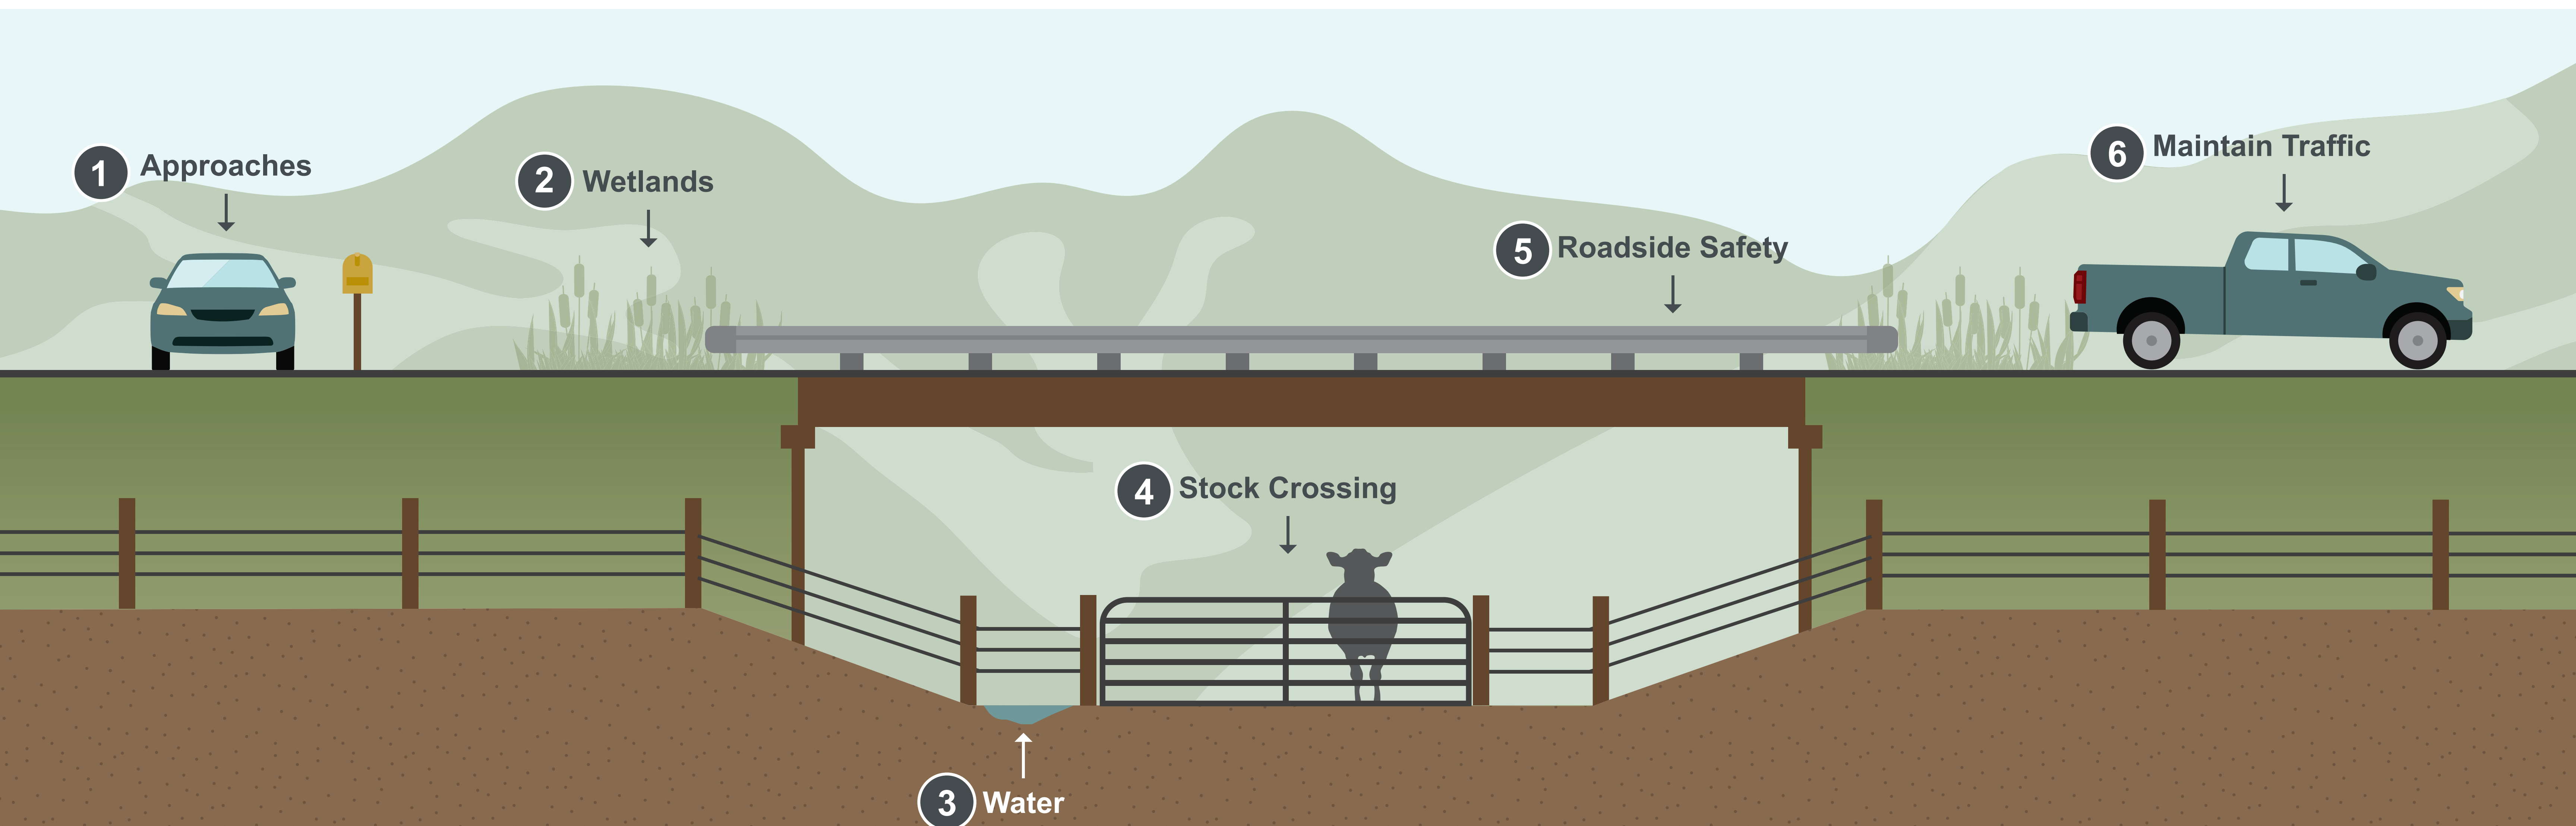 1 Approaches
2 Wetlands
3 Water
4 Stock Crossing
5 Roadside Safety
6 Maintain Traffic